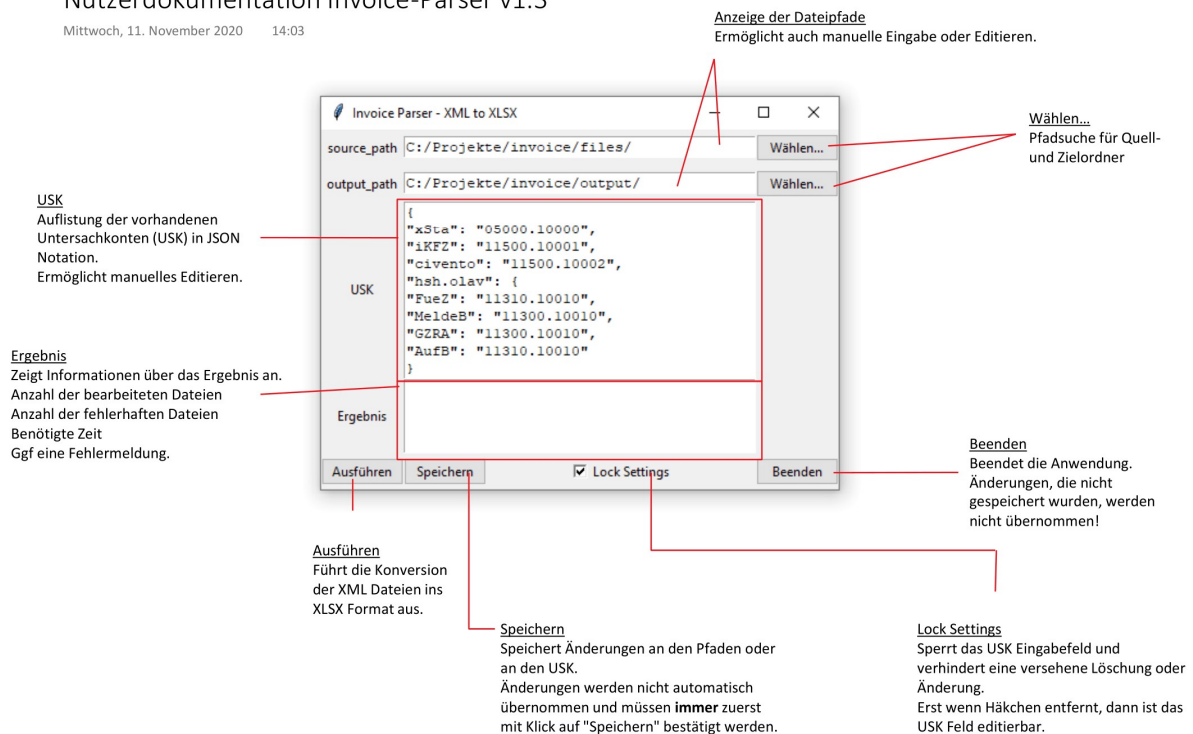 Nutzerdokumentation Invoice-Parser v1.3
Mittwoch, 11. November 2020 14:03
Anzeige der Dateipfade
Ermöglicht auch manuelle Eingabe oder Editieren.
Invoice Parser - XML to XLSX
source_path C:/Projekte/invoice/files/ Wählen...
output_path C:/Projekte/invoice/output/ Wählen...
Wählen...
Pfadsuche für Quell-
und Zielordner
USK
Auflistung der vorhandenen
Untersachkonten (USK) in JSON
Notation.
Ermöglicht manuelles Editieren.
USK
{
"xSta": "05000.10000",
"iKFZ": "11500.10001",
"civento": "11500.10002",
"hsh.olav": {
"FueZ": "11310.10010",
"MeldeB": "11300.10010",
"GZRA": "11300.10010",
"AufB": "11310.10010"
}
Ergebnis
Zeigt Informationen über das Ergebnis an.
Anzahl der bearbeiteten Dateien
Anzahl der fehlerhaften Dateien
Benötigte Zeit
Ggf eine Fehlermeldung.
Ergebnis
Ausführen Speichern Lock Settings Beenden
Beenden
Beendet die Anwendung.
Änderungen, die nicht
gespeichert wurden, werden
nicht übernommen!
Ausführen
Führt die Konversion
der XML Dateien ins
XLSX Format aus.
Speichern
Speichert Änderungen an den Pfaden oder
an den USK.
Änderungen werden nicht automatisch
übernommen und müssen immer zuerst
mit Klick auf "Speichern" bestätigt werden.
Lock Settings
Sperrt das USK Eingabefeld und
verhindert eine versehene Löschung oder
Änderung.
Erst wenn Häkchen entfernt, dann ist das
USK Feld editierbar.